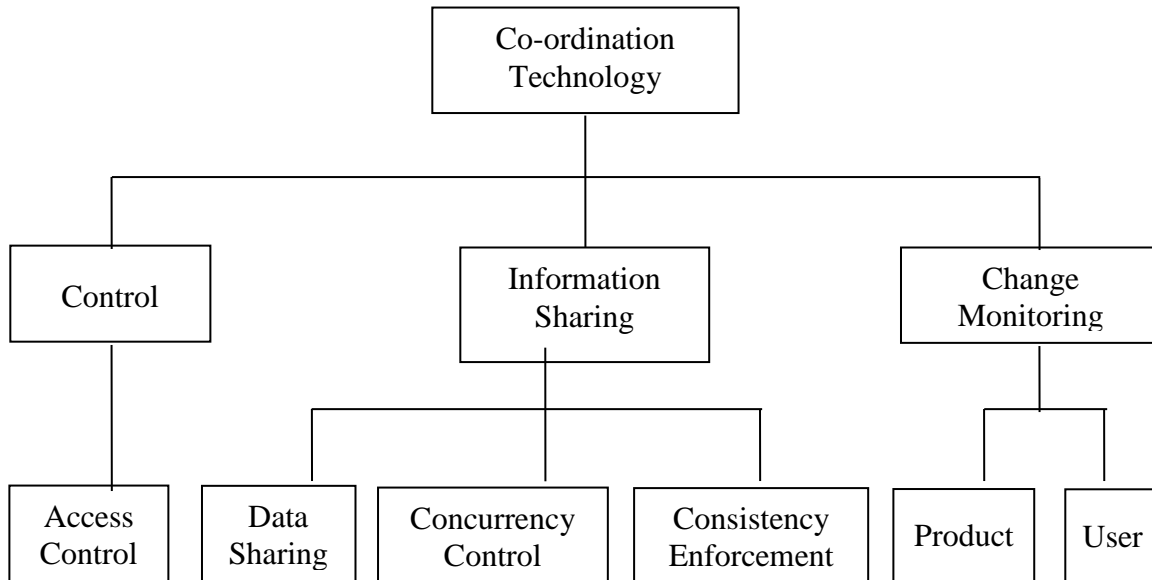 Co-ordination
Technology
Control
Information
Sharing
Change
Monitoring
Access
Control
Data
Sharing
Concurrency
Control
Consistency
Enforcement
Product
User